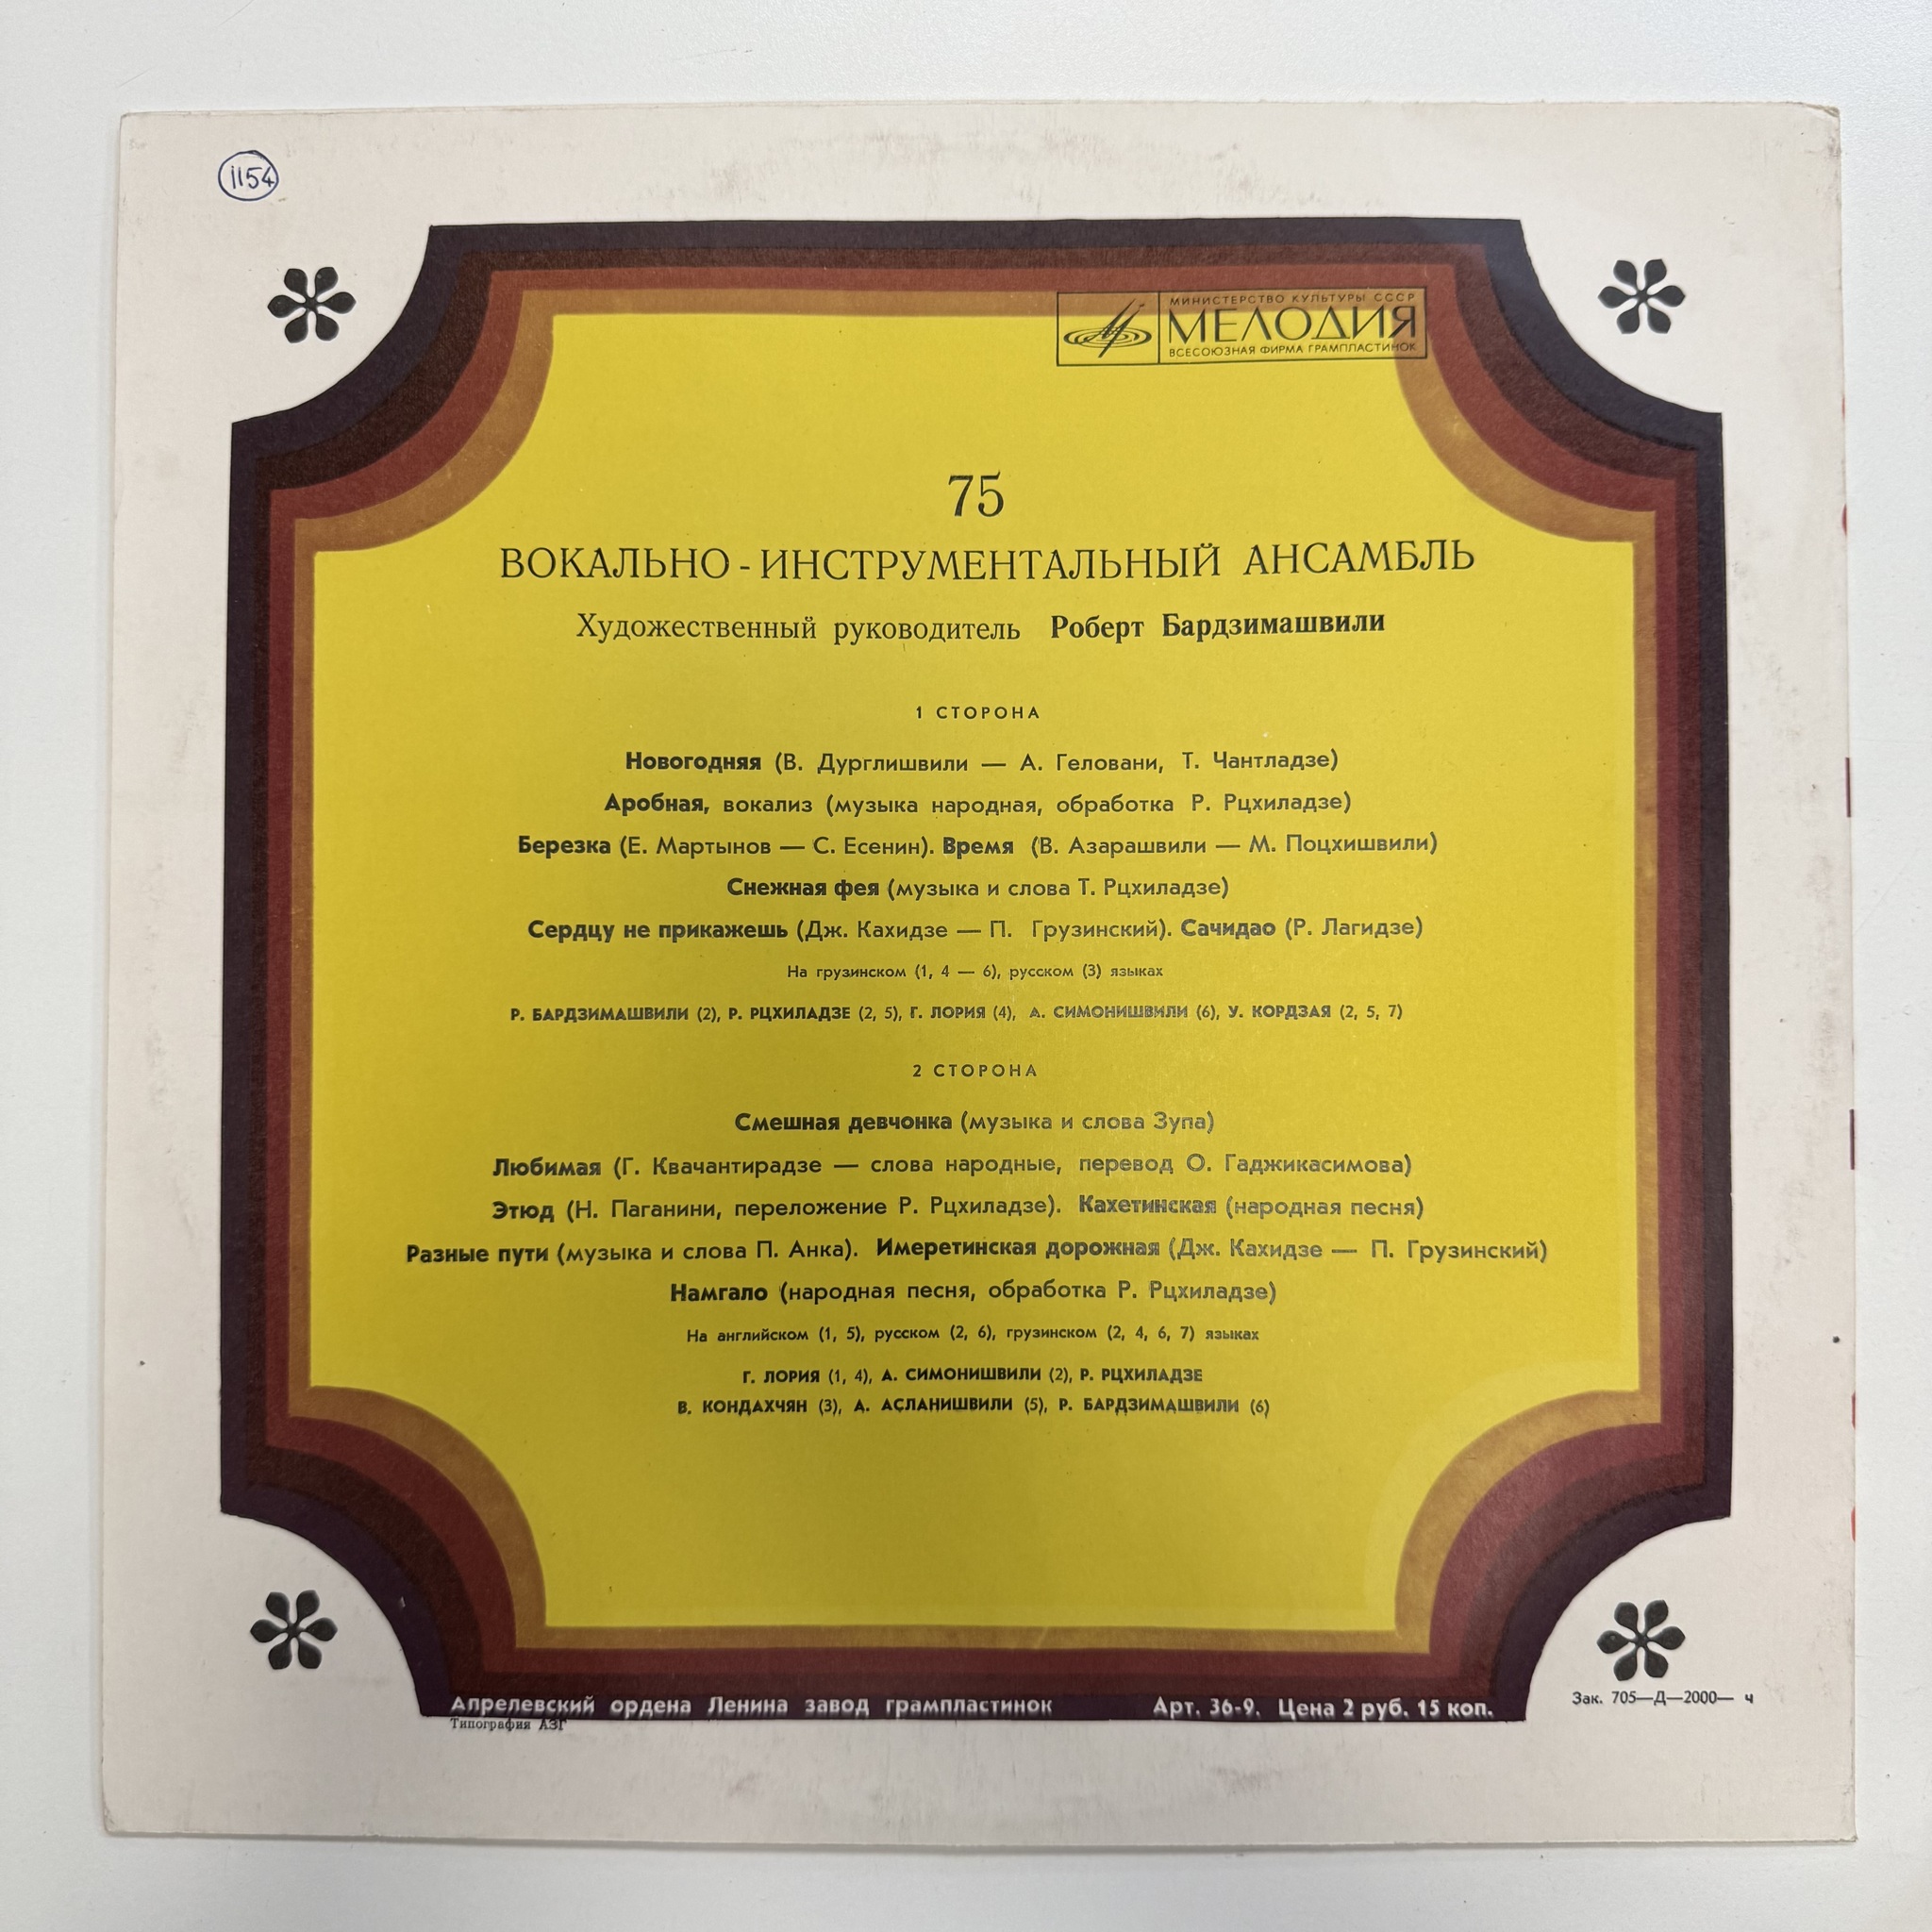 1154
МИНИСТЕРСТВО КУЛЬТУРЫ СССР
МЕЛОДИЯ
ВСЕСОЮЗНАЯ ФИРМА ГРАМПЛАСТИНОК
75
ВОКАЛЬНО-ИНСТРУМЕНТАЛЬНЫЙ АНСАМБЛЬ
Художественный руководитель Роберт Бардзимашвили
1 СТОРОНА
Новогодняя (В. Дурглишвили — А. Геловани, Т. Чантладзе)
Аробная, вокализ (музыка народная, обработка Р. Рцхиладзе)
Березка (Е. Мартынов — С. Есенин). Время (В. Азарашвили — М. Поцхишвили)
Снежная фея (музыка и слова Т. Рцхиладзе)
Сердцу не прикажешь (Дж. Кахидзе — П. Грузинский). Сачидао (Р. Лагидзе)
На грузинском (1, 4 — 6), русском (3) языках
Р. БАРДЗИМАШВИЛИ (2), Р. РЦХИЛАДЗЕ (2, 5), Г. ЛОРИЯ (4), А. СИМОНИШВИЛИ (6), У. КОРДЗАЯ (2, 5, 7)
2 СТОРОНА
Смешная девчонка (музыка и слова Зупа)
Любимая (Г. Квачантирадзе — слова народные, перевод О. Гаджикасимова)
Этюд (Н. Паганини, переложение Р. Рцхиладзе). Кахетинская (народная песня)
Разные пути (музыка и слова П. Анка). Имеретинская дорожная (Дж. Кахидзе — П. Грузинский)
Намгало (народная песня, обработка Р. Рцхиладзе)
На английском (1, 5), русском (2, 6), грузинском (2, 4, 6, 7) языках
Г. ЛОРИЯ (1, 4), А. СИМОНИШВИЛИ (2), Р. РЦХИЛАДЗЕ
В. КОНДАХЧЯН (3), А. АСЛАНИШВИЛИ (5), Р. БАРДЗИМАШВИЛИ (6)
Апрелевский ордена Ленина завод грампластинок Арт. 36-9. Цена 2 руб. 15 коп.
Типография АЗГ
Зак. 705—Д—2000— ч